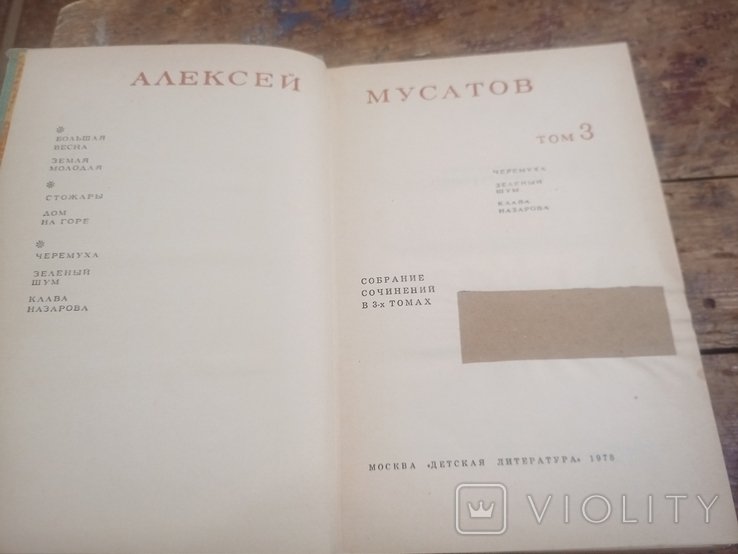 АЛЕКСЕЙ
*
БОЛЬШАЯ
ВЕСНА
ЗЕМЛЯ
МОЛОДАЯ
*
СТОЖАРЫ
ДОМ
НА ГОРЕ
*
ЧЕРЕМУХА
ЗЕЛЕНЫЙ
ШУМ
КЛАВА
НАЗАРОВА
МУСАТОВ
ТОМ 3
ЧЕРЕМУХА
ЗЕЛЕНЫЙ
ШУМ
КЛАВА
НАЗАРОВА
СОБРАНИЕ
СОЧИНЕНИЙ
В 3-х ТОМАХ
МОСКВА «ДЕТСКАЯ ЛИТЕРАТУРА» 1978
VIOLITY